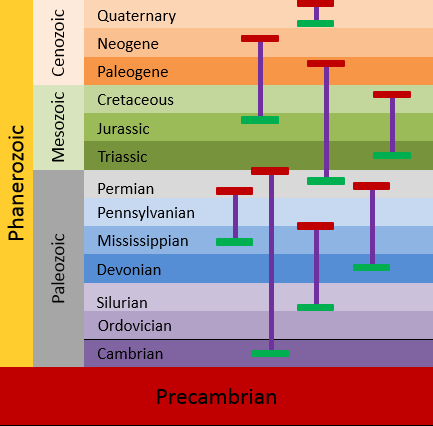 Phanerozoic
Cenozoic
Quaternary
Neogene
Paleogene
Mesozoic
Cretaceous
Jurassic
Triassic
Paleozoic
Permian
Pennsylvanian
Mississippian
Devonian
Silurian
Ordovician
Cambrian
Precambrian